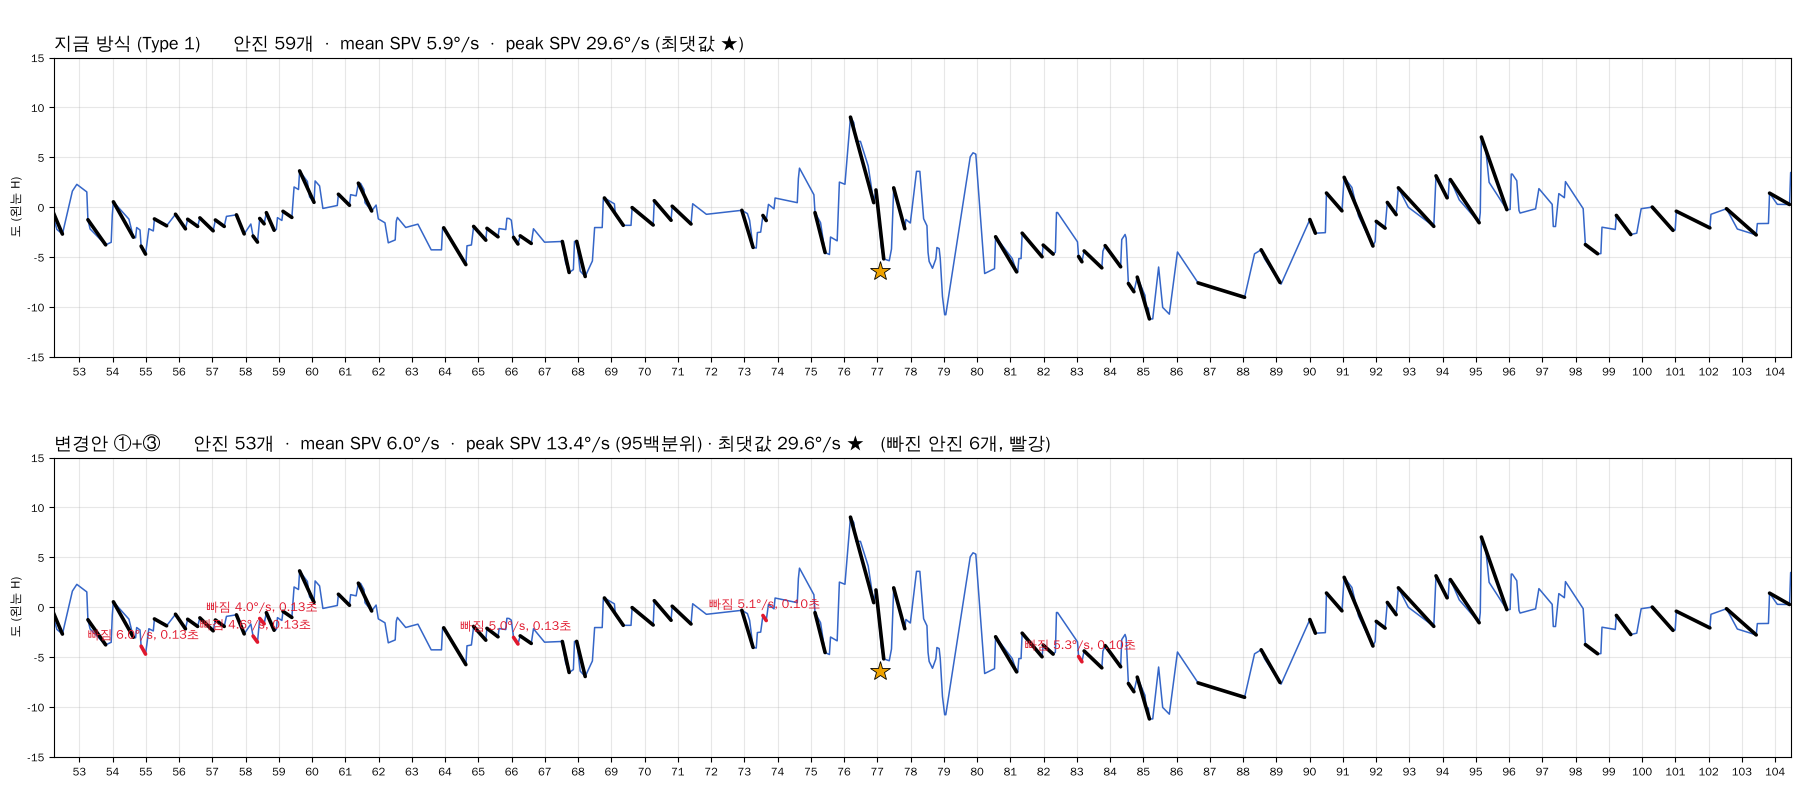 지금 방식 (Type 1) 안진 59개 · mean SPV 5.9°/s · peak SPV 29.6°/s (최댓값 ★)
15
10
5
0
-5
-10
-15
도 (왼눈 H)
53 54 55 56 57 58 59 60 61 62 63 64 65 66 67 68 69 70 71 72 73 74 75 76 77 78 79 80 81 82 83 84 85 86 87 88 89 90 91 92 93 94 95 96 97 98 99 100 101 102 103 104
변경안 ①+③ 안진 53개 · mean SPV 6.0°/s · peak SPV 13.4°/s (95백분위) · 최댓값 29.6°/s ★ (빠진 안진 6개, 빨강)
15
10
5
0
-5
-10
-15
도 (왼눈 H)
빠짐 6.0°/s, 0.13초
빠짐 4.6°/s, 0.13초
빠짐 4.0°/s, 0.13초
빠짐 5.0°/s, 0.13초
빠짐 5.1°/s, 0.10초
빠짐 5.3°/s, 0.10초
53 54 55 56 57 58 59 60 61 62 63 64 65 66 67 68 69 70 71 72 73 74 75 76 77 78 79 80 81 82 83 84 85 86 87 88 89 90 91 92 93 94 95 96 97 98 99 100 101 102 103 104